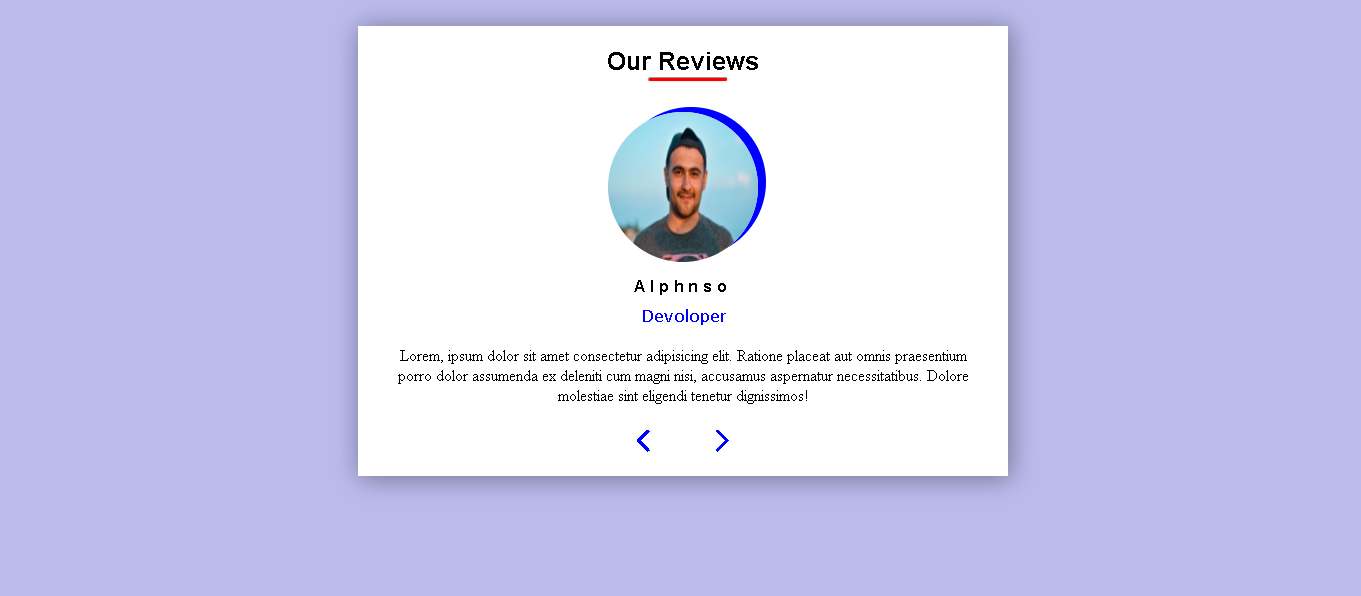 Our Reviews
Alphnso
Devoloper
Lorem, ipsum dolor sit amet consectetur adipisicing elit. Ratione placeat aut omnis praesentium
porro dolor assumenda ex deleniti cum magni nisi, accusamus aspernatur necessitatibus. Dolore
molestiae sint eligendi tenetur dignissimos!